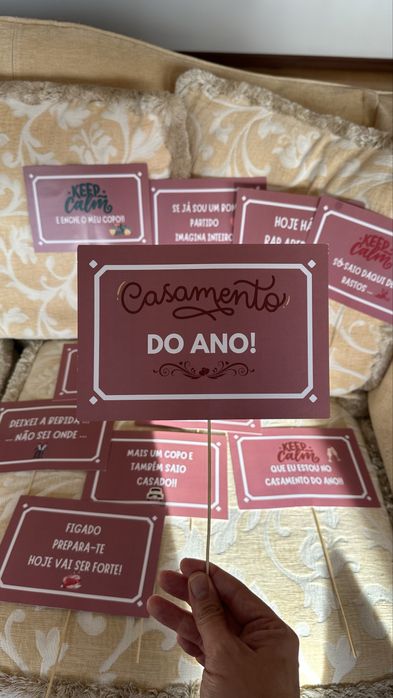 KEEP
Calm
E ENCHE O MEU COPO!!!
SE JÁ SOU UM BOM
PARTIDO
IMAGINA INTEIRO
HOJE HÁ
BAR
KEEP
Calm
SÓ SAIO DAQUI DE
RASTOS ...
Casamento
DO ANO!
DEIXEI A BEBIDA
... NÃO SEI ONDE ...
MAIS UM COPO E
TAMBÉM SAIO
CASADO!!
KEEP
Calm
QUE EU ESTOU NO
CASAMENTO DO ANO!!!
FIGADO
PREPARA-TE
HOJE VAI SER FORTE!